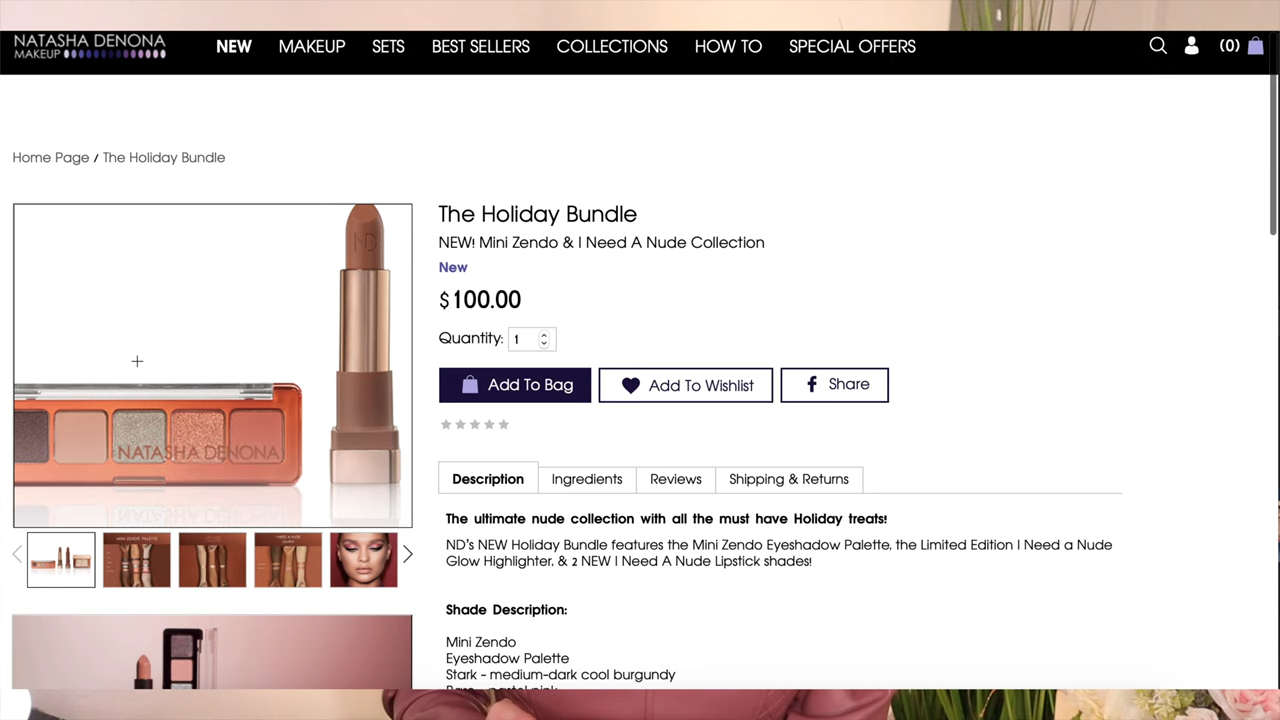 NATASHA DENONA
MAKEUP
NEW
MAKEUP
SETS
BEST SELLERS
COLLECTIONS
HOW TO
SPECIAL OFFERS
(0)
Home Page / The Holiday Bundle
ND
NATASHA DENONA
The Holiday Bundle
NEW! Mini Zendo & I Need A Nude Collection
New
$100.00
Quantity: 1
Add To Bag
Add To Wishlist
Share
Description
Ingredients
Reviews
Shipping & Returns
The ultimate nude collection with all the must have Holiday treats!
ND's NEW Holiday Bundle features the Mini Zendo Eyeshadow Palette, the Limited Edition I Need a Nude
Glow Highlighter, & 2 NEW I Need A Nude Lipstick shades!
Shade Description:
Mini Zendo
Eyeshadow Palette
Stark - medium-dark cool burgundy